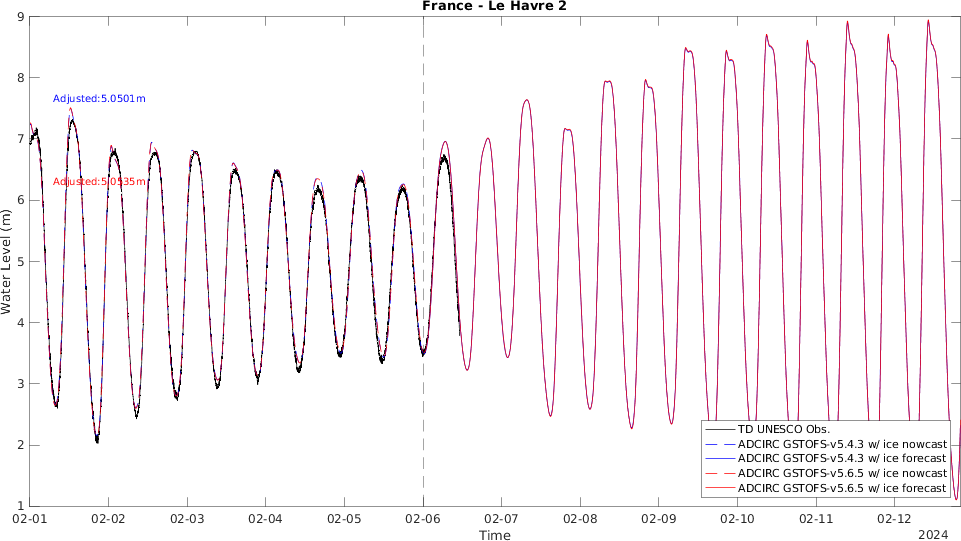 France - Le Havre 2
9
8
7
6
5
4
3
2
1
Water Level (m)
Adjusted:5.0501m
Adjusted:5.0535m
TD UNESCO Obs.
ADCIRC GSTOFS-v5.4.3 w/ ice nowcast
ADCIRC GSTOFS-v5.4.3 w/ ice forecast
ADCIRC GSTOFS-v5.6.5 w/ ice nowcast
ADCIRC GSTOFS-v5.6.5 w/ ice forecast
02-01 02-02 02-03 02-04 02-05 02-06 02-07 02-08 02-09 02-10 02-11 02-12
Time
2024